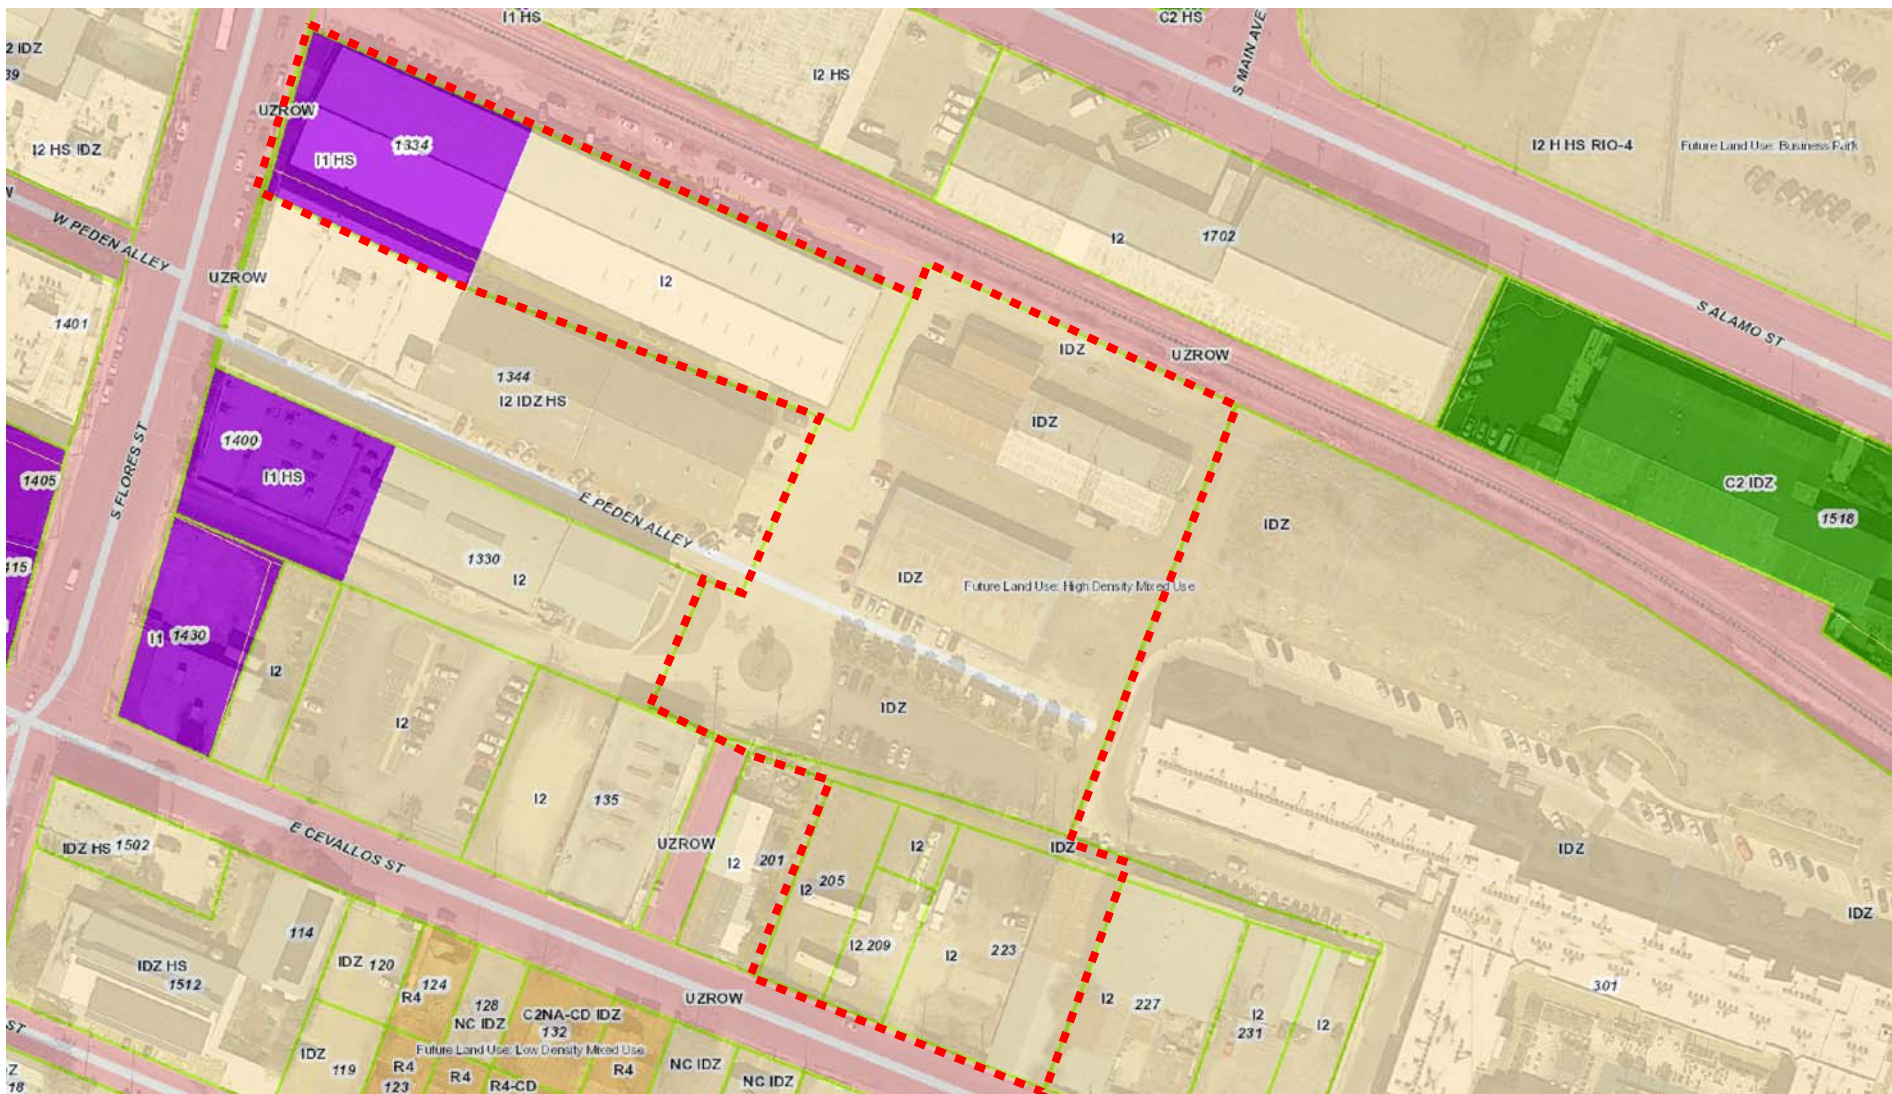 I1 HS
C2 HS
2 IDZ
39
I2 HS
S MAIN AVE
UZROW
1334
I2 HS IDZ
I1 HS
I2 H HS RIO-4
Future Land Use: Business Park
W PEDEN ALLEY
UZROW
I2
I2
1702
1401
S ALAMO ST
IDZ
UZROW
1344
I2 IDZ HS
IDZ
1400
I1 HS
1405
S FLORES ST
C2 IDZ
1518
E PEDEN ALLEY
IDZ
415
1330
I2
IDZ
Future Land Use: High Density Mixed Use
I1 1430
I2
I2
IDZ
I2
135
UZROW
IDZ HS 1502
E CEVALLOS ST
I2
201
I2
IDZ
IDZ
I2 205
114
IDZ
I2 209
I2
223
IDZ 120
IDZ HS
1512
124
R4
128
NC IDZ
C2NA-CD IDZ
132
UZROW
I2
227
I2
231
I2
301
ST
IDZ
119
Future Land Use: Low Density Mixed Use
R4
123
R4
R4-CD
R4
NC IDZ
NC IDZ
Z
18